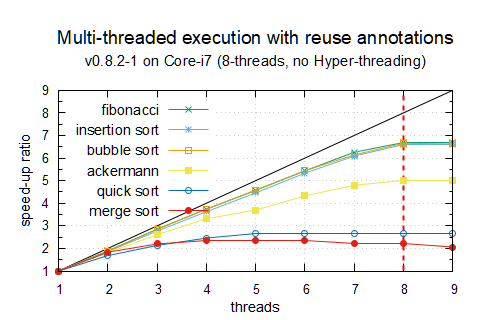 Multi-threaded execution with reuse annotations
v0.8.2-1 on Core-i7 (8-threads, no Hyper-threading)
9
8
7
6
5
4
3
2
1
speed-up ratio
fibonacci
insertion sort
bubble sort
ackermann
quick sort
merge sort
1 2 3 4 5 6 7 8 9
threads